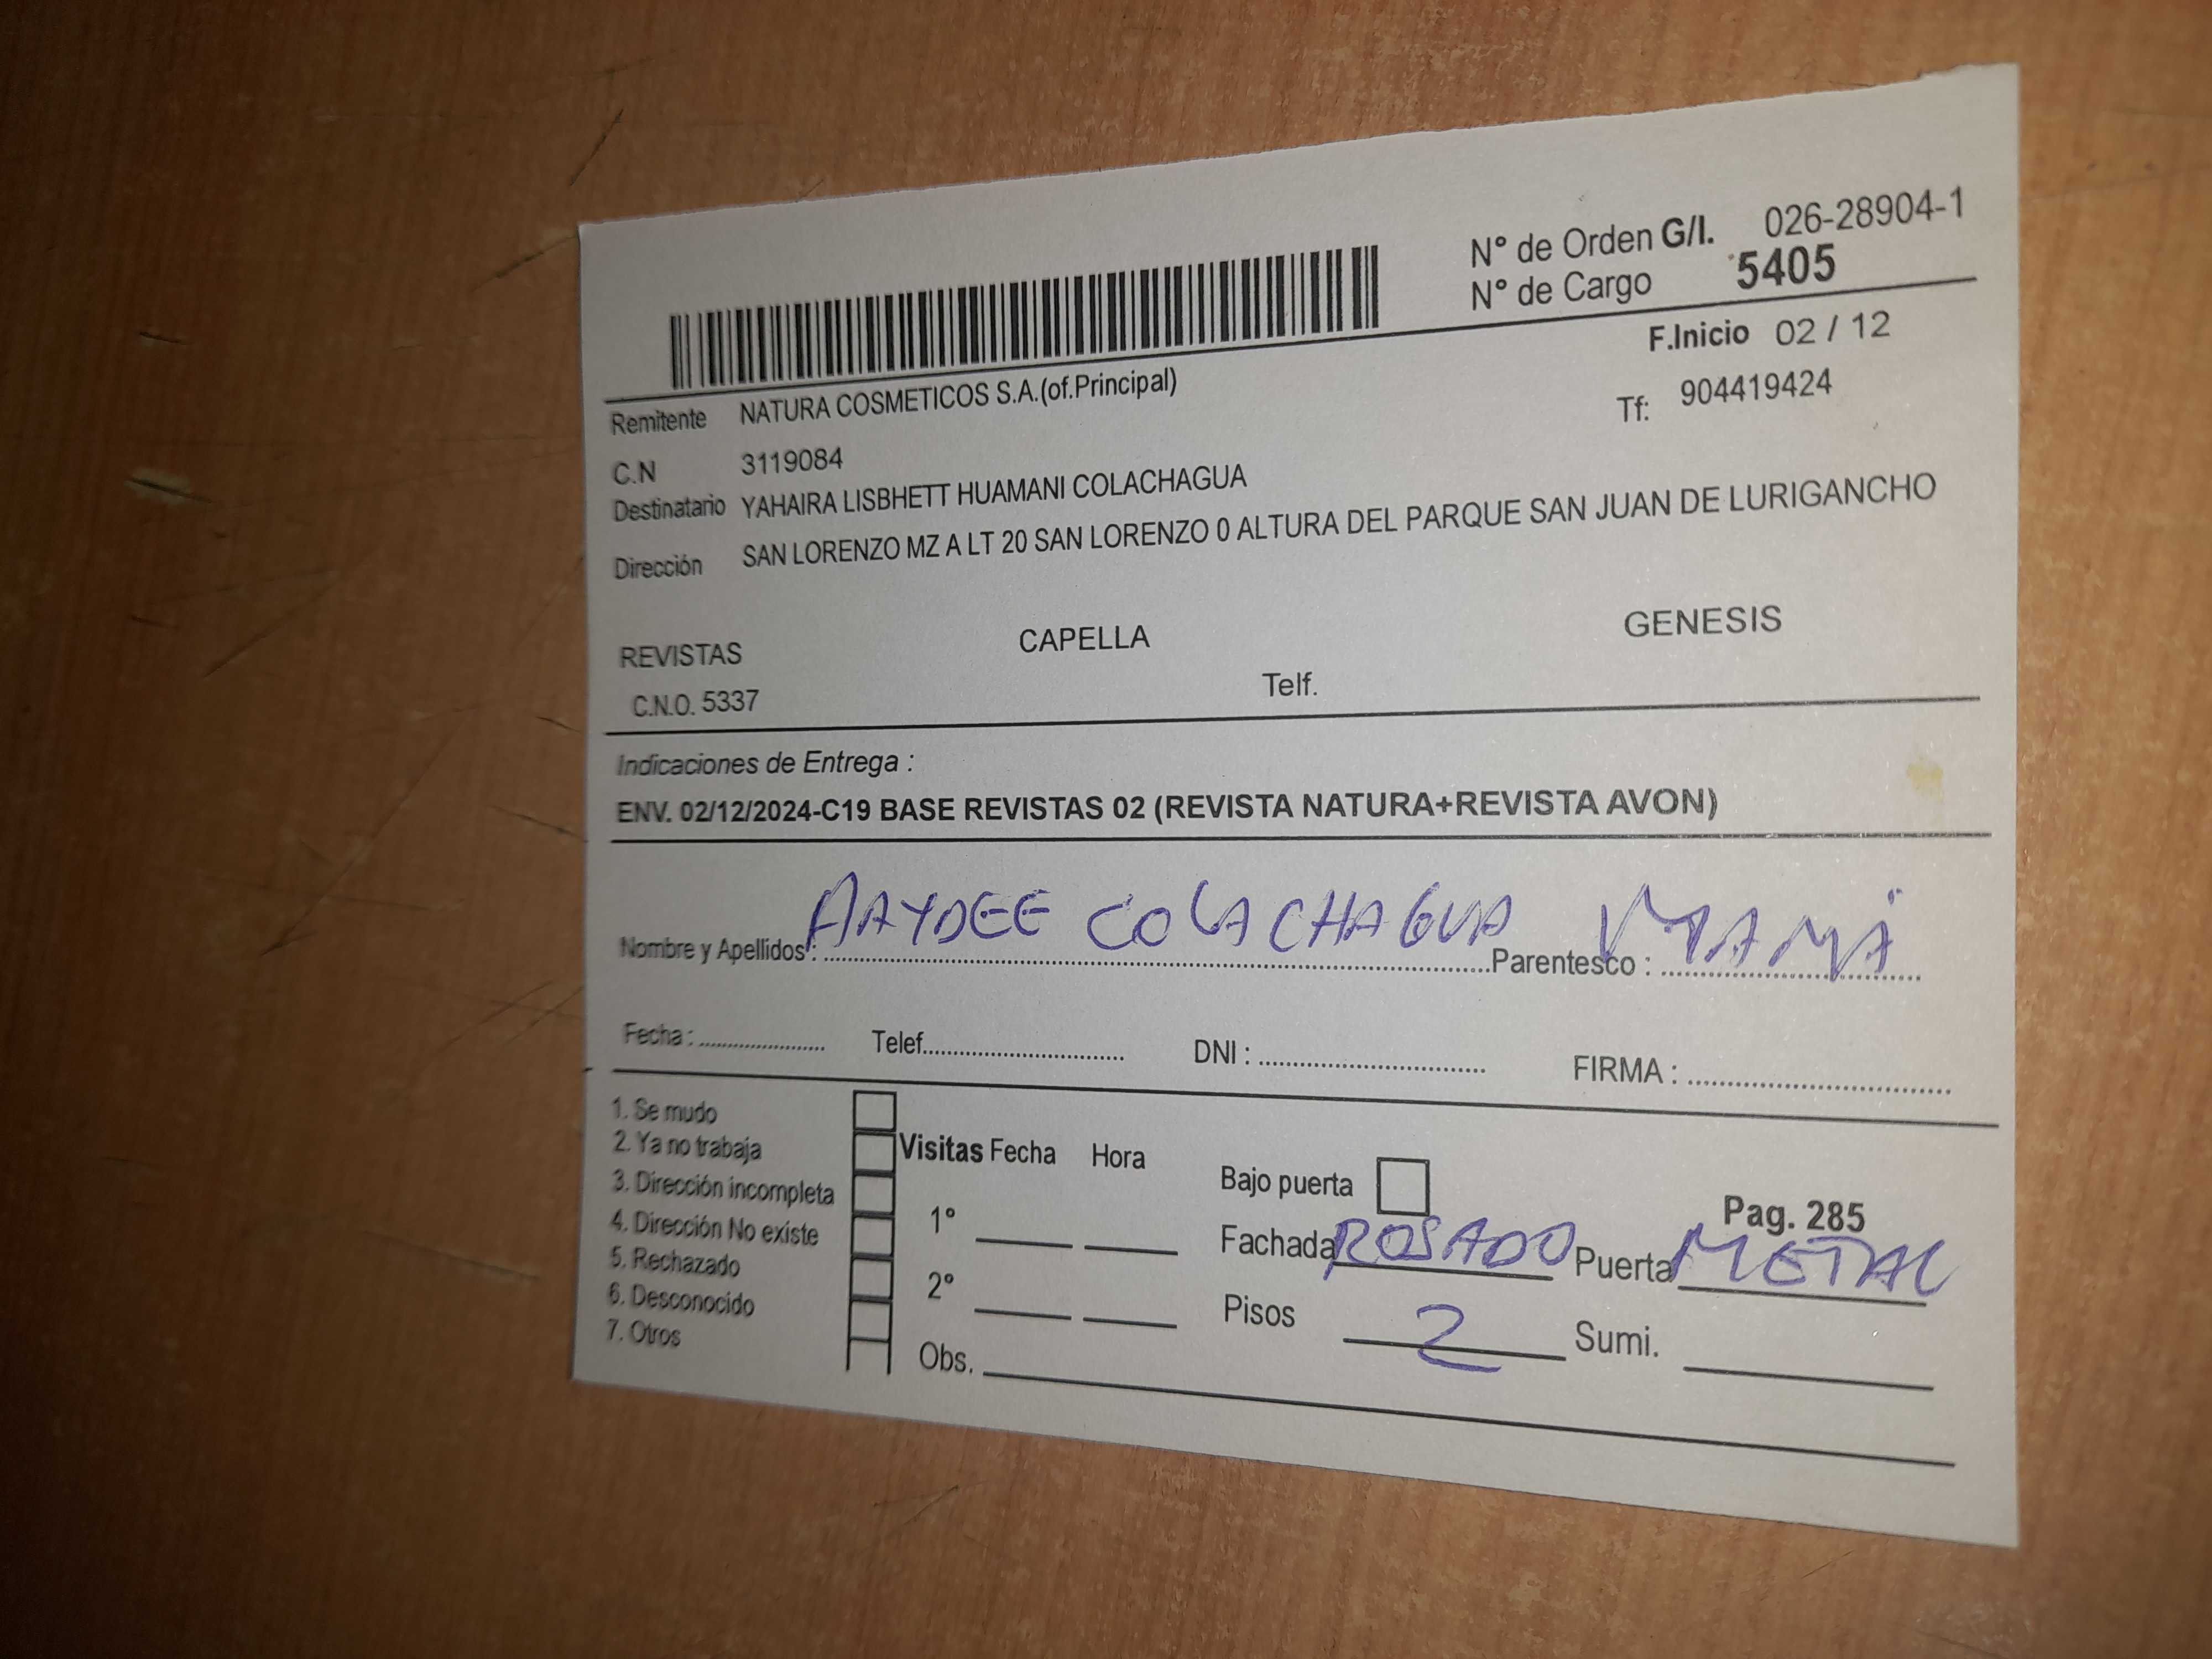 N° de Orden G/I. 026-28904-1
N° de Cargo 5405
F.Inicio 02 / 12
Remitente NATURA COSMETICOS S.A.(of.Principal)
Tf: 904419424
C.N 3119084
Destinatario YAHAIRA LISBHETT HUAMANI COLACHAGUA
Dirección SAN LORENZO MZ A LT 20 SAN LORENZO 0 ALTURA DEL PARQUE SAN JUAN DE LURIGANCHO
REVISTAS CAPELLA GENESIS
C.N.O. 5337 Telf.
Indicaciones de Entrega :
ENV. 02/12/2024-C19 BASE REVISTAS 02 (REVISTA NATURA+REVISTA AVON)
Nombre y Apellidos : HAYDEE COLACHAGUA Parentesco : MAMÁ
Fecha : Telef. DNI : FIRMA :
1. Se mudo
2. Ya no trabaja
3. Dirección incompleta
4. Dirección No existe
5. Rechazado
6. Desconocido
7. Otros
Visitas Fecha Hora
1°
2°
Obs.
Bajo puerta
Pag. 285
Fachada ROSADO Puerta METAL
Pisos 2 Sumi.